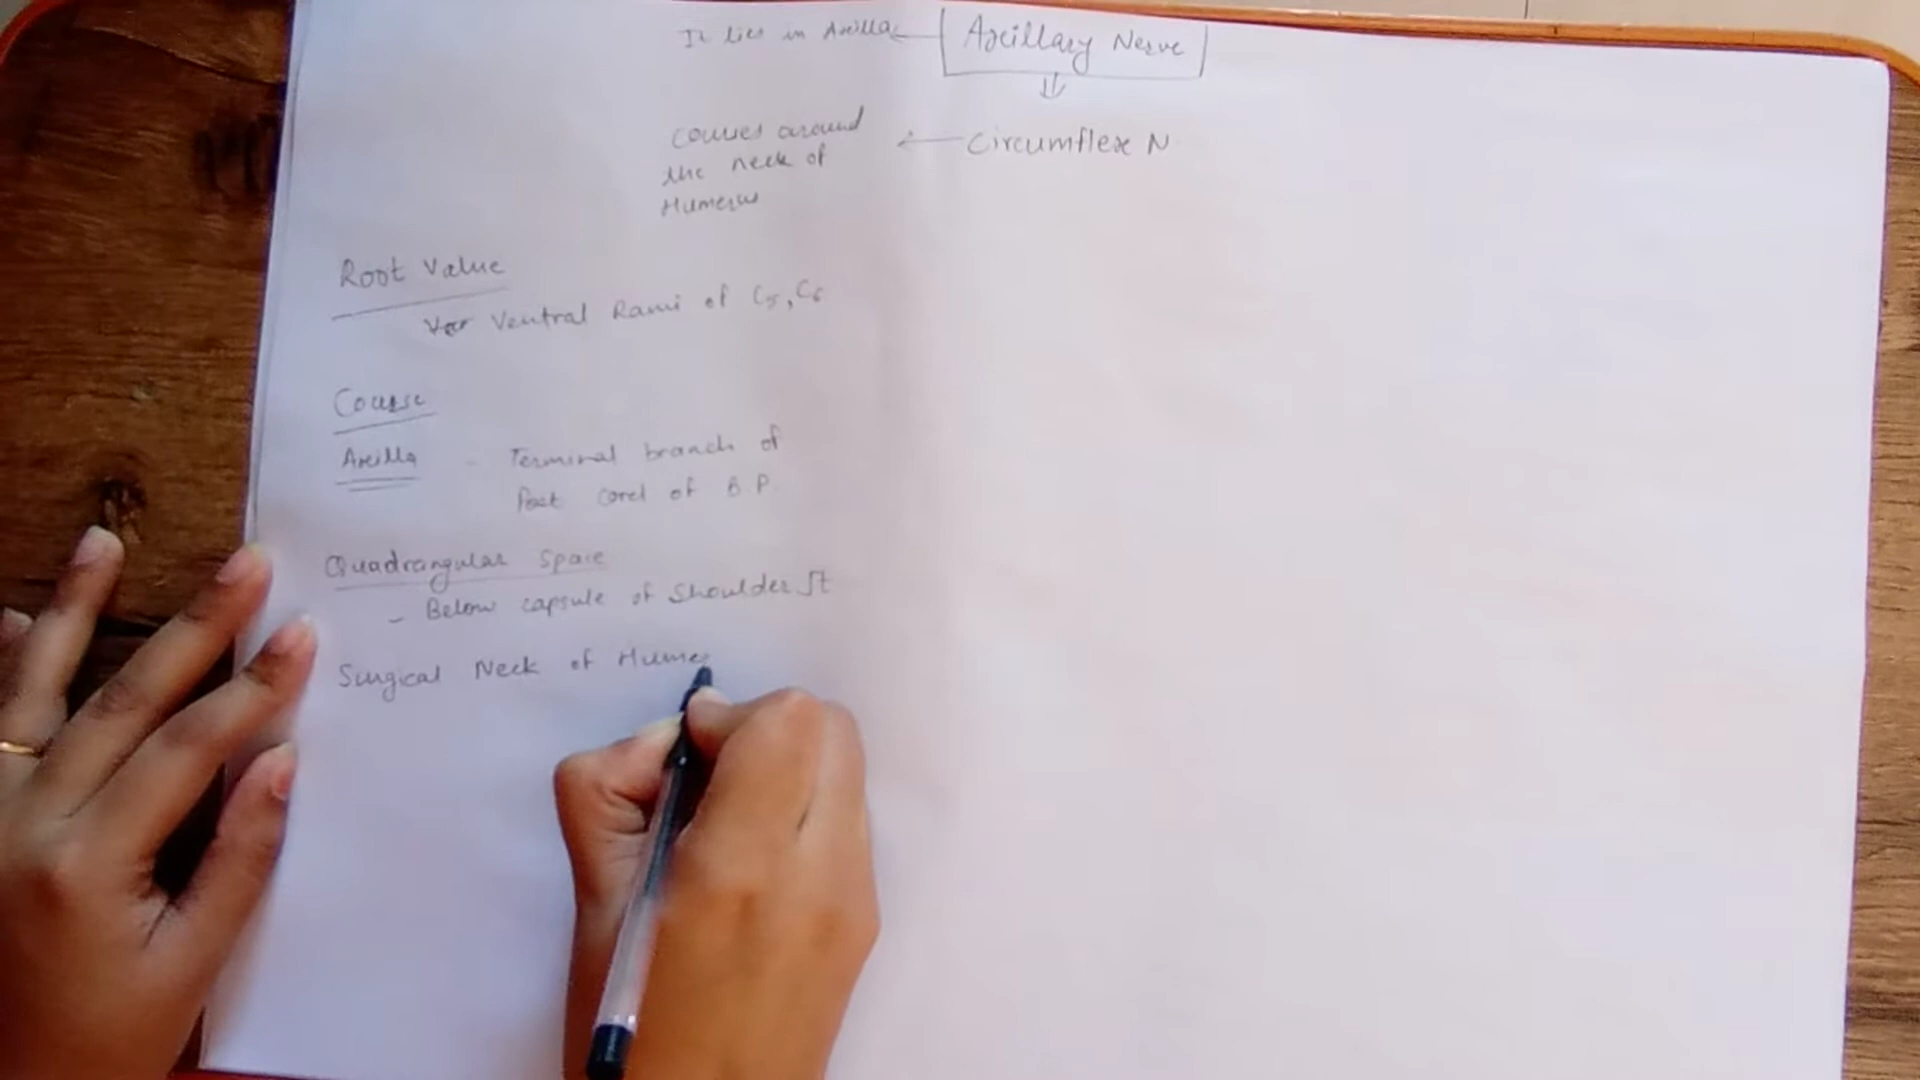 It lies in Axilla ← Axillary Nerve
⇓
courses around ← Circumflex N
the neck of
Humerus
Root Value
Ventral Rami of C5, C6
Course
Axilla - Terminal branch of
Post cord of B.P.
Quadrangular Space
- Below capsule of Shoulder Jt
Surgical Neck of Hume